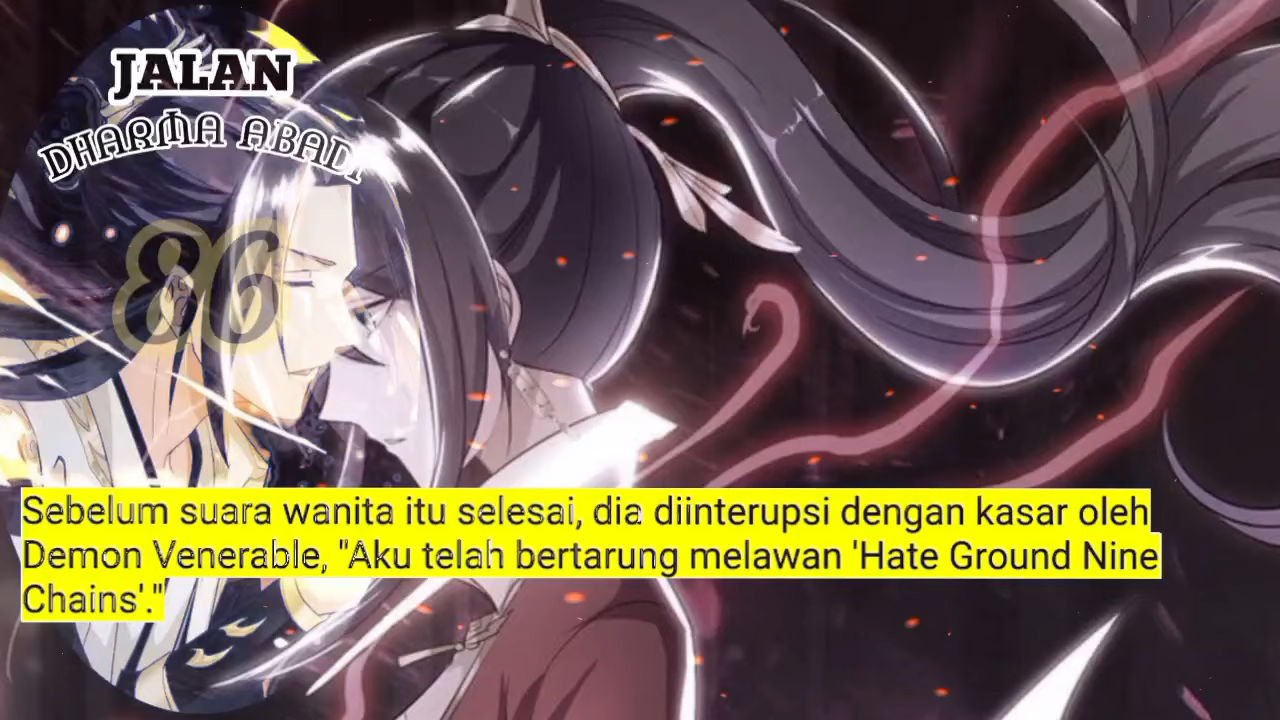 JALAN
DHARMA ABADI
86
Sebelum suara wanita itu selesai, dia diinterupsi dengan kasar oleh
Demon Venerable, "Aku telah bertarung melawan 'Hate Ground Nine
Chains'."